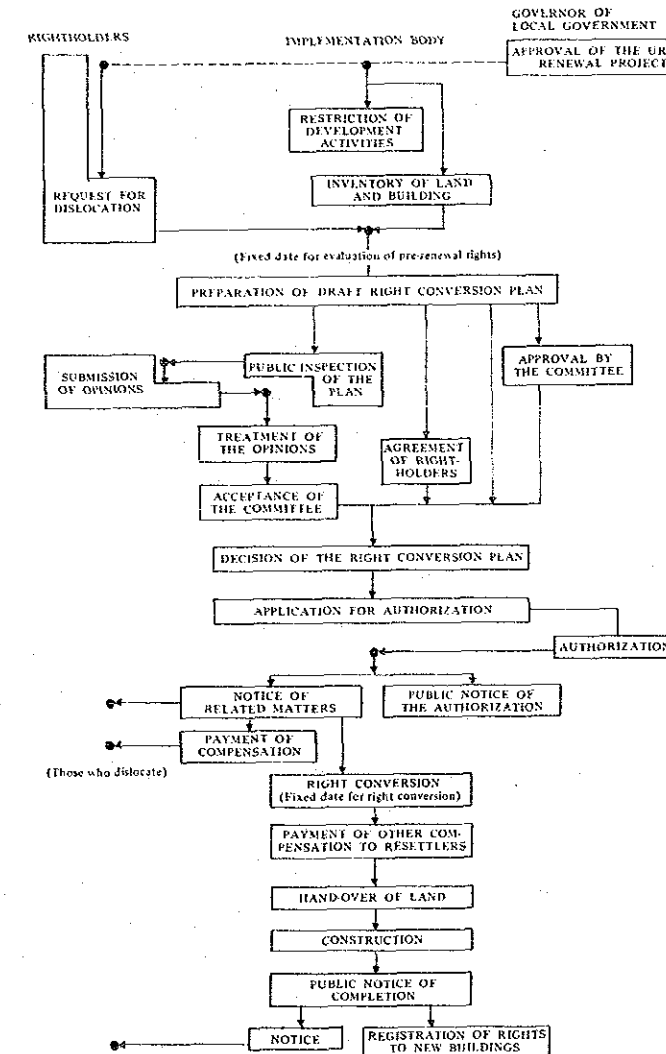 GOVERNOR OF
LOCAL GOVERNMENT
RIGHTHOLDERS
IMPLEMENTATION BODY
APPROVAL OF THE UR
RENEWAL PROJECT
RESTRICTION OF
DEVELOPMENT
ACTIVITIES
REQUEST FOR
DISLOCATION
INVENTORY OF LAND
AND BUILDING
(Fixed date for evaluation of pre-renewal rights)
PREPARATION OF DRAFT RIGHT CONVERSION PLAN
SUBMISSION
OF OPINIONS
PUBLIC INSPECTION
OF THE
PLAN
APPROVAL BY
THE COMMITTEE
TREATMENT OF
THE OPINIONS
AGREEMENT
OF RIGHT-
HOLDERS
ACCEPTANCE OF
THE COMMITTEE
DECISION OF THE RIGHT CONVERSION PLAN
APPLICATION FOR AUTHORIZATION
AUTHORIZATION
NOTICE OF
RELATED MATTERS
PUBLIC NOTICE OF
THE AUTHORIZATION
PAYMENT OF
COMPENSATION
(Those who dislocate)
RIGHT CONVERSION
(Fixed date for right conversion)
PAYMENT OF OTHER COM-
PENSATION TO RESETTLERS
HAND-OVER OF LAND
CONSTRUCTION
PUBLIC NOTICE OF
COMPLETION
NOTICE
REGISTRATION OF RIGHTS
TO NEW BUILDINGS